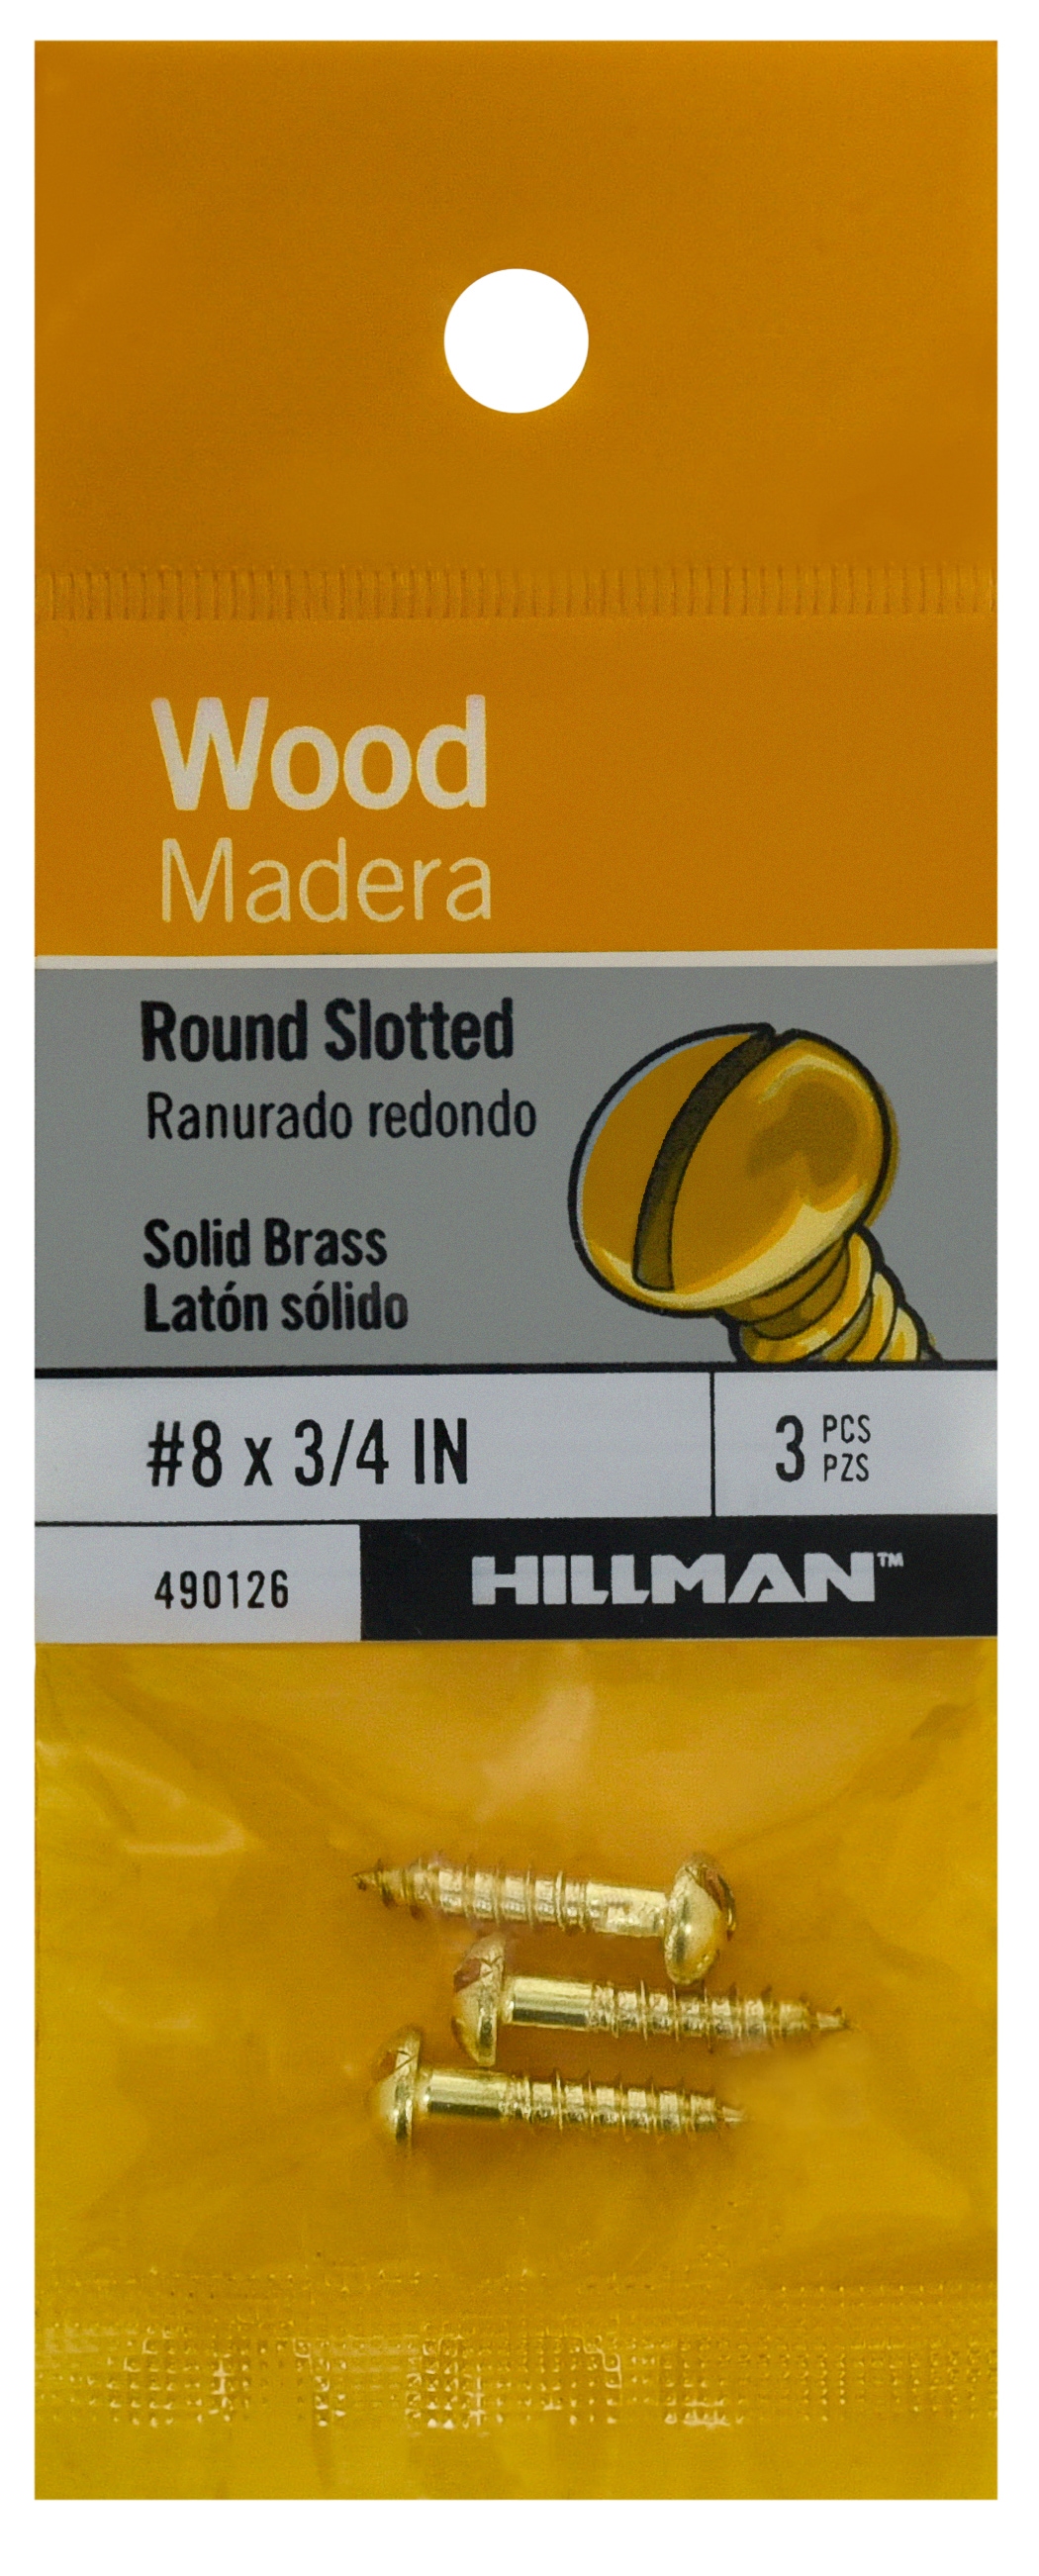 Wood
Madera
Round Slotted
Ranurado redondo
Solid Brass
Latón sólido
#8 x 3/4 IN
3 PCS
PZS
490126
HILLMAN™